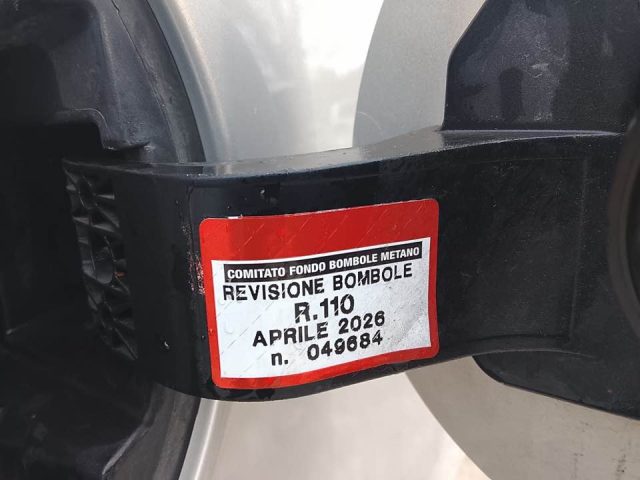 COMITATO FONDO BOMBOLE METANO
REVISIONE BOMBOLE
R.110
APRILE 2026
n. 049684